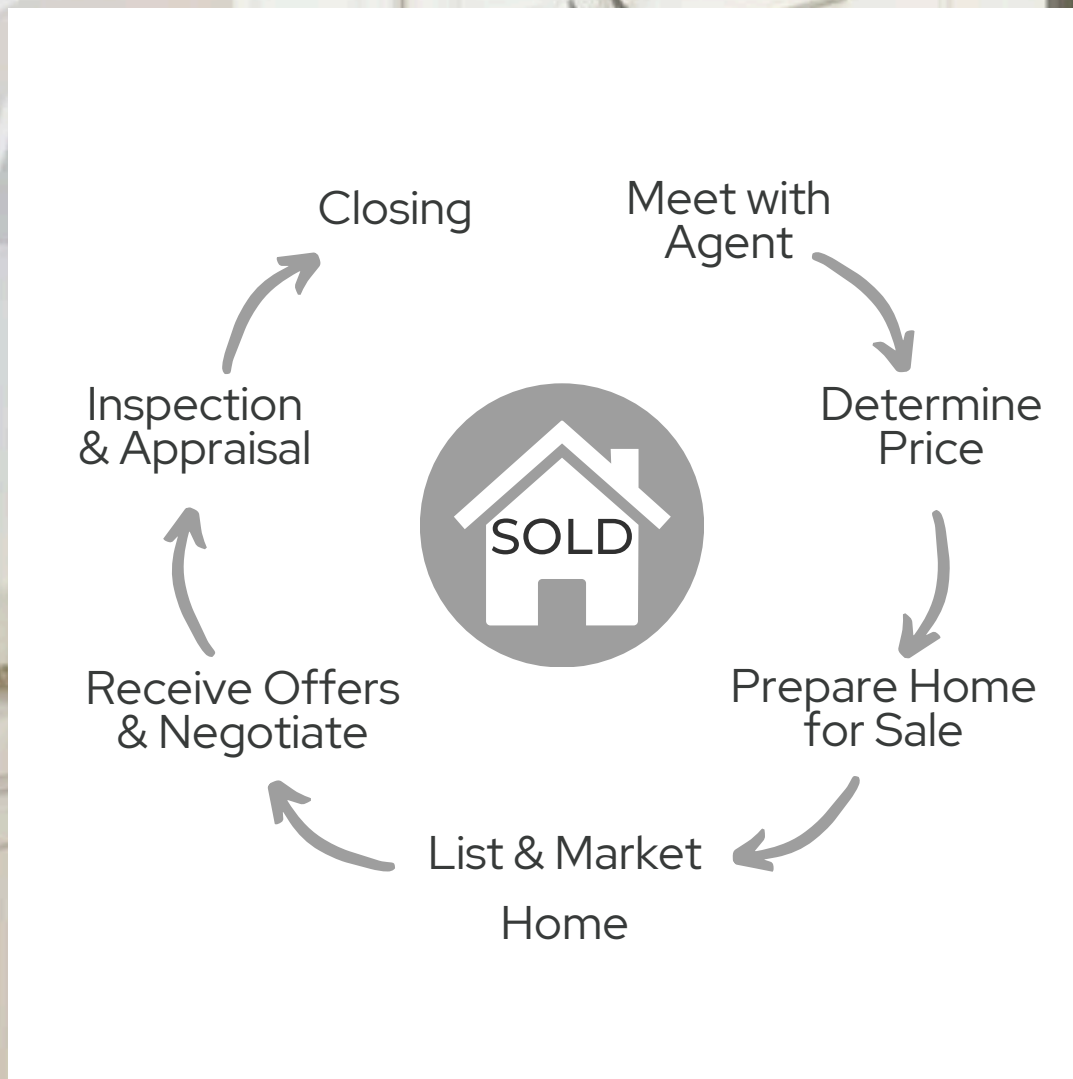 Meet with
Agent
Determine
Price
Prepare Home
for Sale
List & Market
Home
Receive Offers
& Negotiate
Inspection
& Appraisal
Closing
SOLD